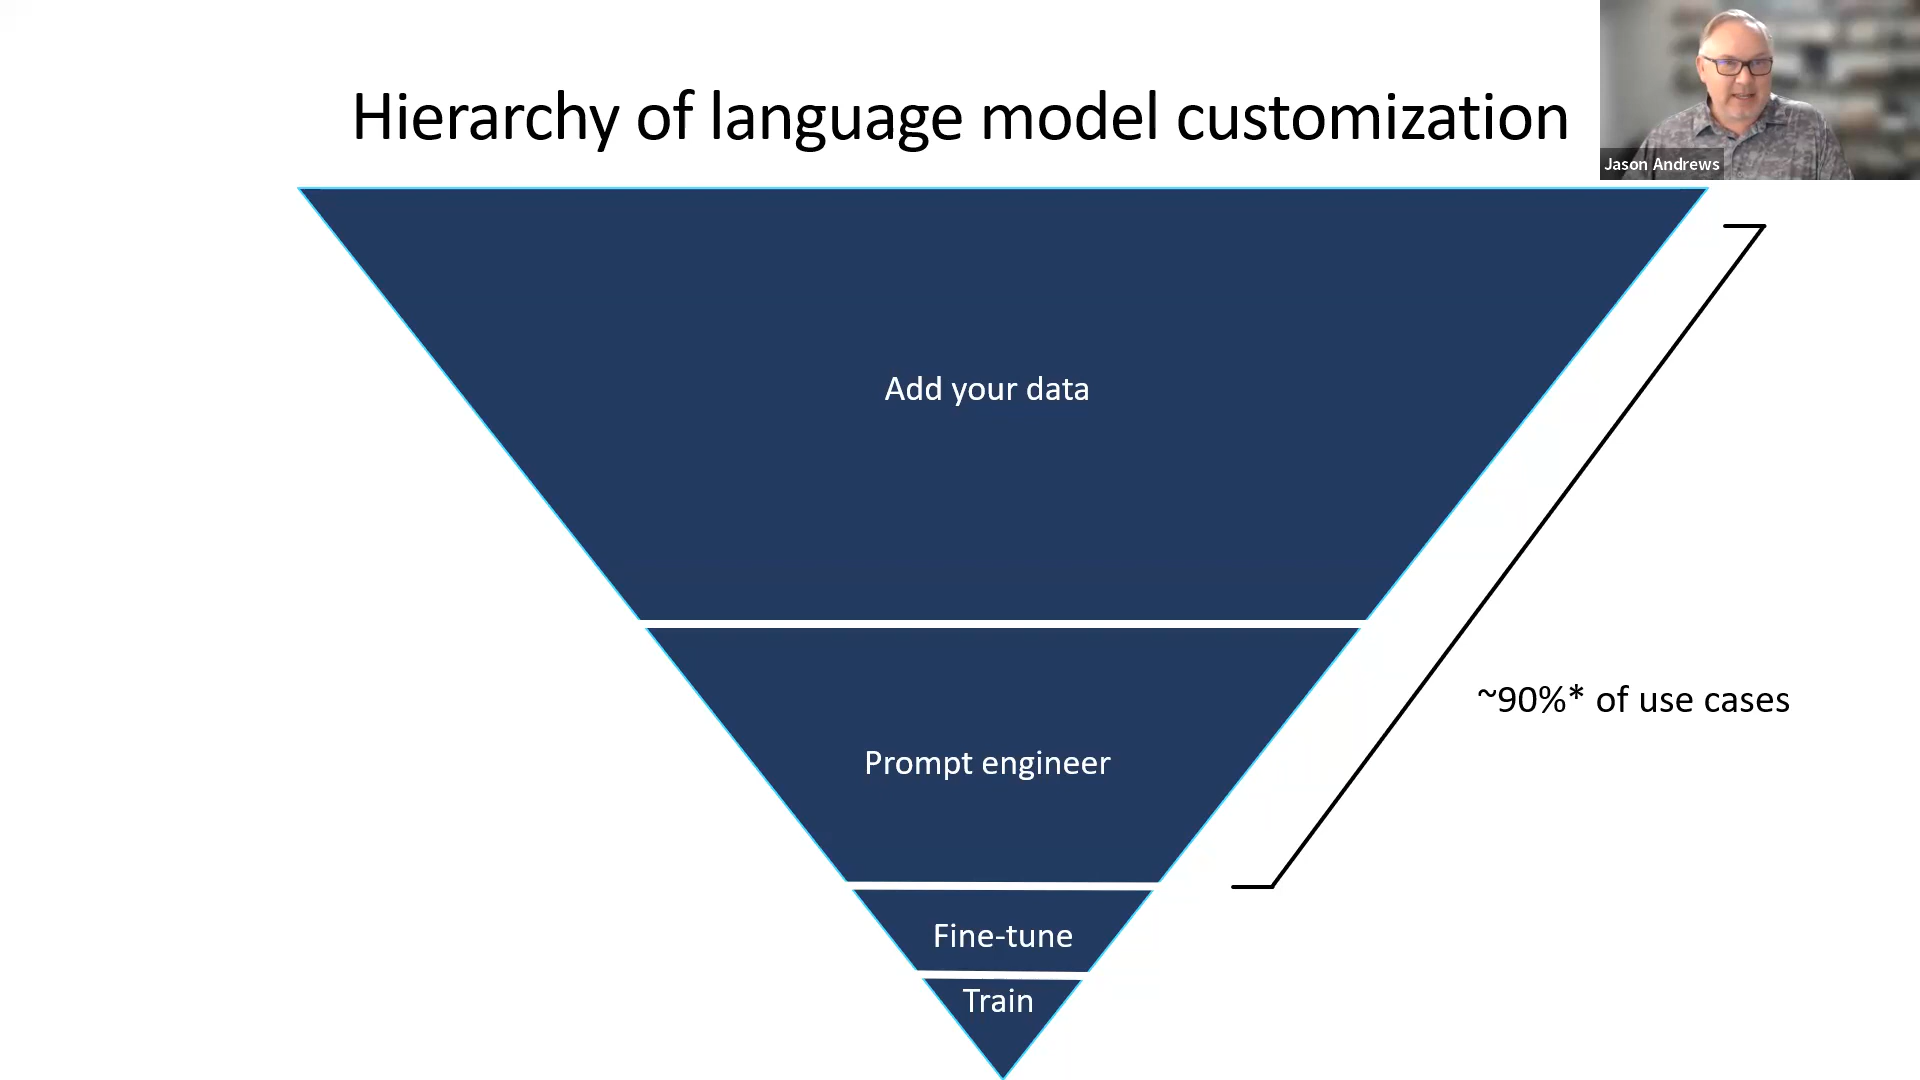 Hierarchy of language model customization
Jason Andrews
Add your data
Prompt engineer
~90%* of use cases
Fine-tune
Train